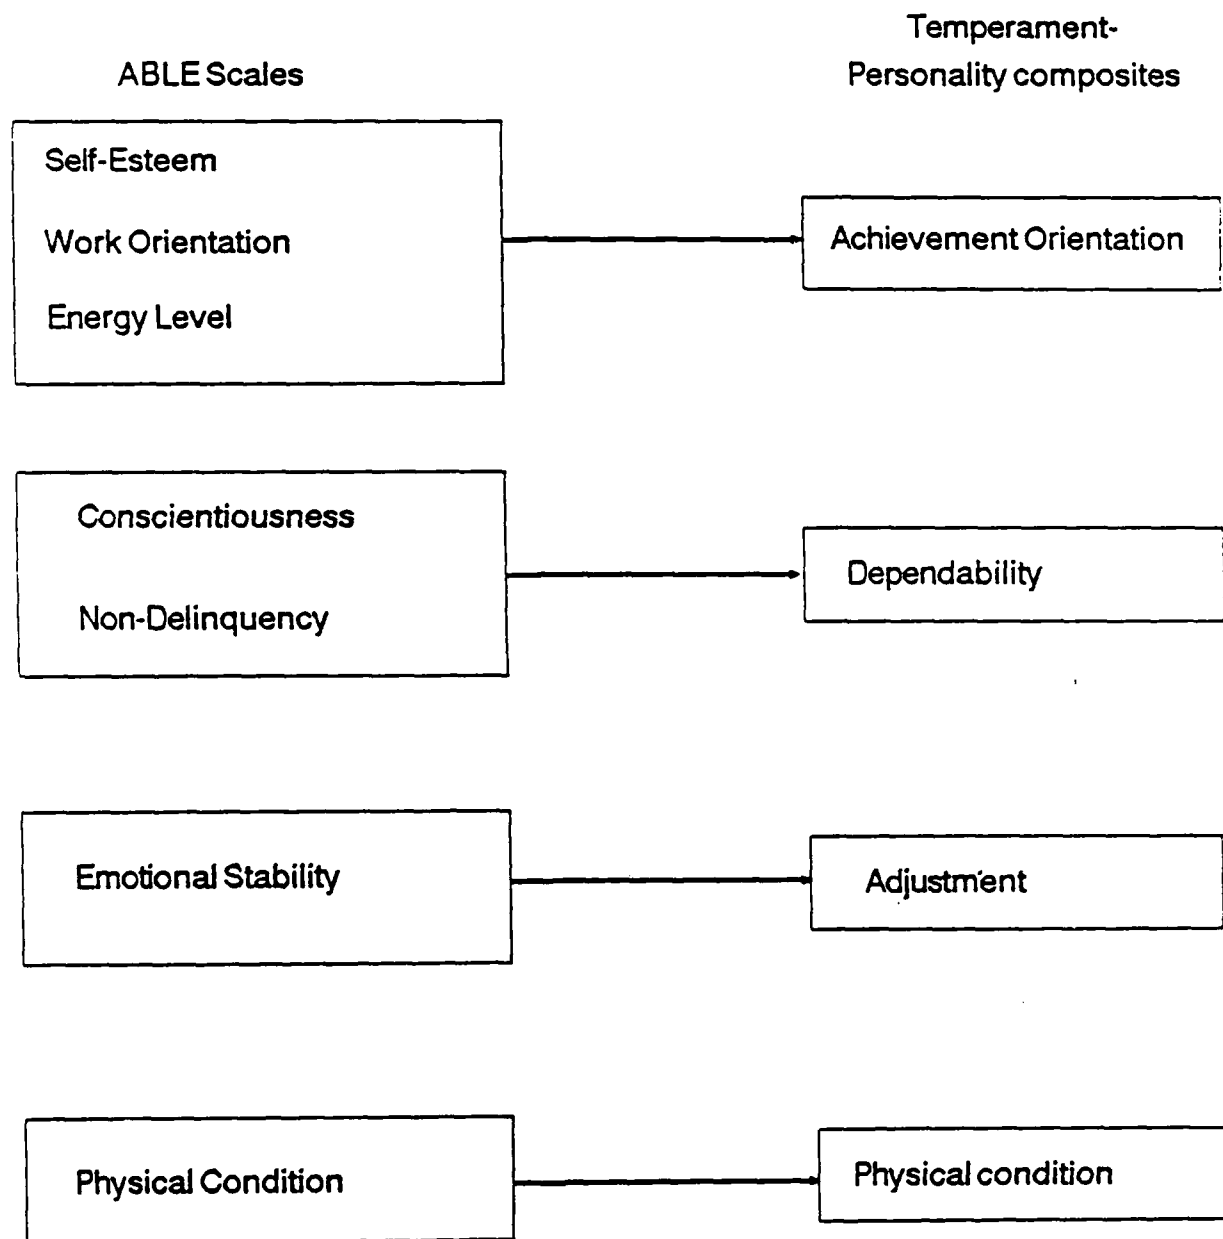 Temperament-
ABLE Scales
Personality composites
Self-Esteem
Work Orientation
Achievement Orientation
Energy Level
Conscientiousness
Dependability
Non-Delinquency
Emotional Stability
Adjustment
Physical Condition
Physical condition